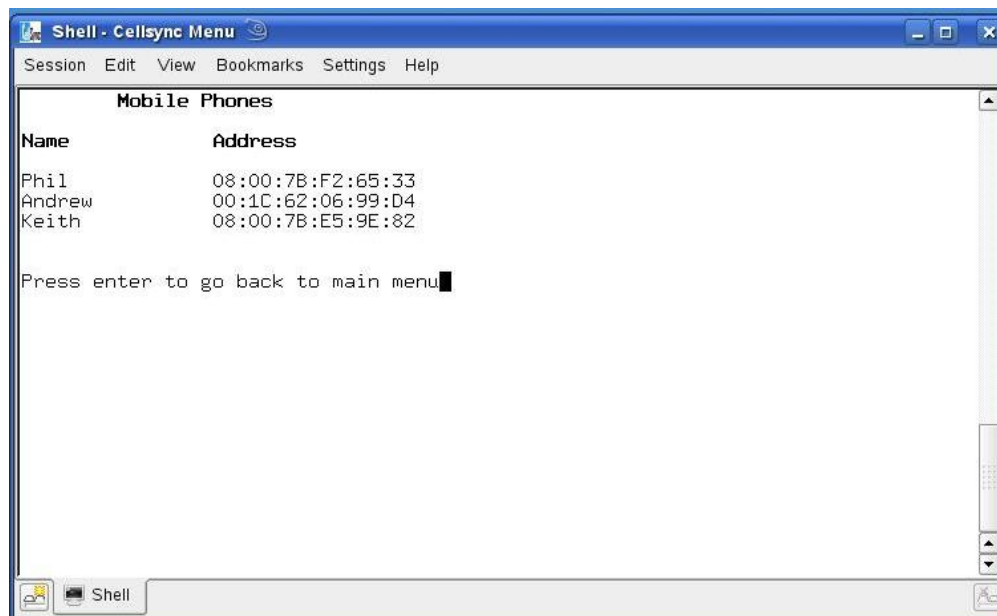 Shell - Cellsync Menu
Session Edit View Bookmarks Settings Help
Mobile Phones
Name Address
Phil 08:00:7B:F2:65:33
Andrew 00:1C:62:06:99:D4
Keith 08:00:7B:E5:9E:82
Press enter to go back to main menu
Shell